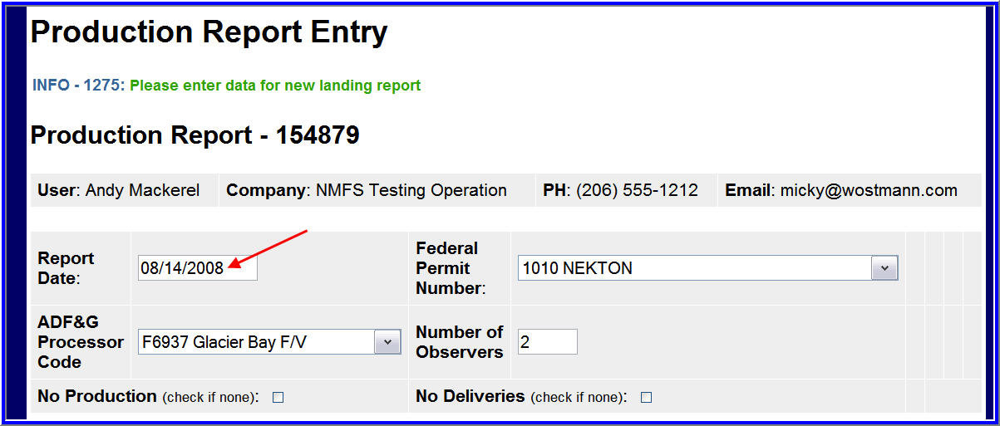 Production Report Entry
INFO - 1275: Please enter data for new landing report
Production Report - 154879
User: Andy Mackerel Company: NMFS Testing Operation PH: (206) 555-1212 Email: micky@wostmann.com
Report
Date:
08/14/2008
Federal
Permit
Number:
1010 NEKTON
ADF&G
Processor
Code
F6937 Glacier Bay F/V
Number of
Observers
2
No Production (check if none):
No Deliveries (check if none):